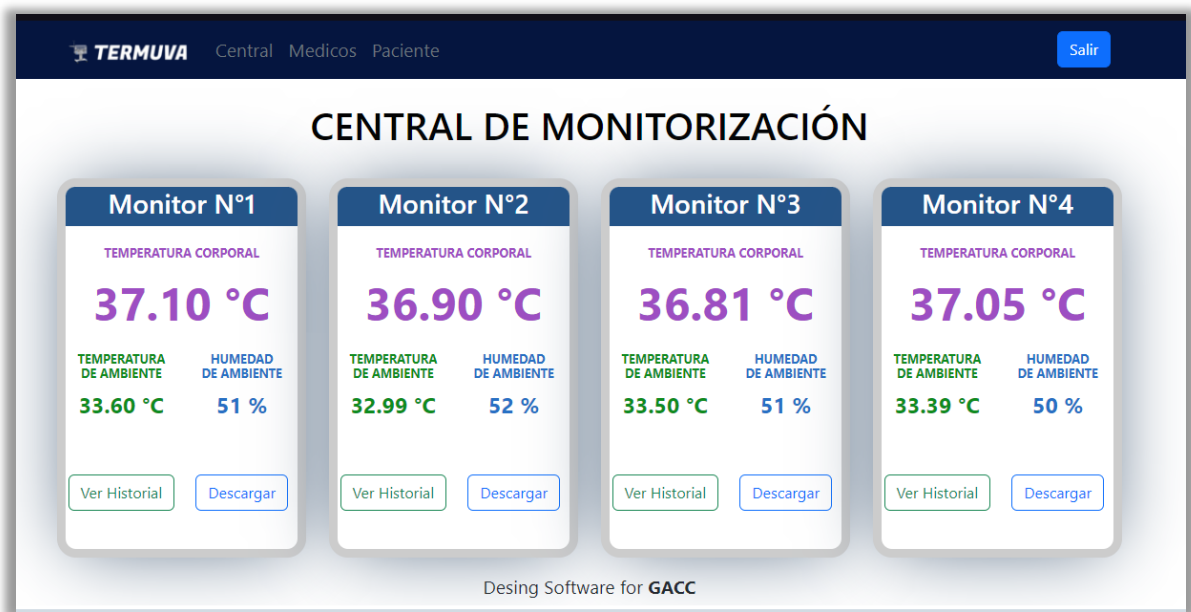 TERMUVA Central Medicos Paciente Salir
CENTRAL DE MONITORIZACIÓN
Monitor N°1
TEMPERATURA CORPORAL
37.10 °C
TEMPERATURA
DE AMBIENTE
33.60 °C
HUMEDAD
DE AMBIENTE
51 %
Ver Historial Descargar
Monitor N°2
TEMPERATURA CORPORAL
36.90 °C
TEMPERATURA
DE AMBIENTE
32.99 °C
HUMEDAD
DE AMBIENTE
52 %
Ver Historial Descargar
Monitor N°3
TEMPERATURA CORPORAL
36.81 °C
TEMPERATURA
DE AMBIENTE
33.50 °C
HUMEDAD
DE AMBIENTE
51 %
Ver Historial Descargar
Monitor N°4
TEMPERATURA CORPORAL
37.05 °C
TEMPERATURA
DE AMBIENTE
33.39 °C
HUMEDAD
DE AMBIENTE
50 %
Ver Historial Descargar
Desing Software for GACC